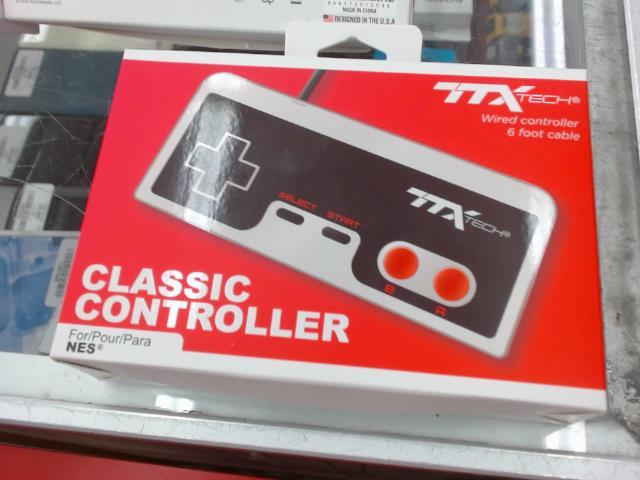 MADE IN CHINA
DESIGNED IN THE U.S.A
TTX TECH®
Wired controller
6 foot cable
SELECT START
TTX TECH®
B A
CLASSIC
CONTROLLER
For/Pour/Para
NES®